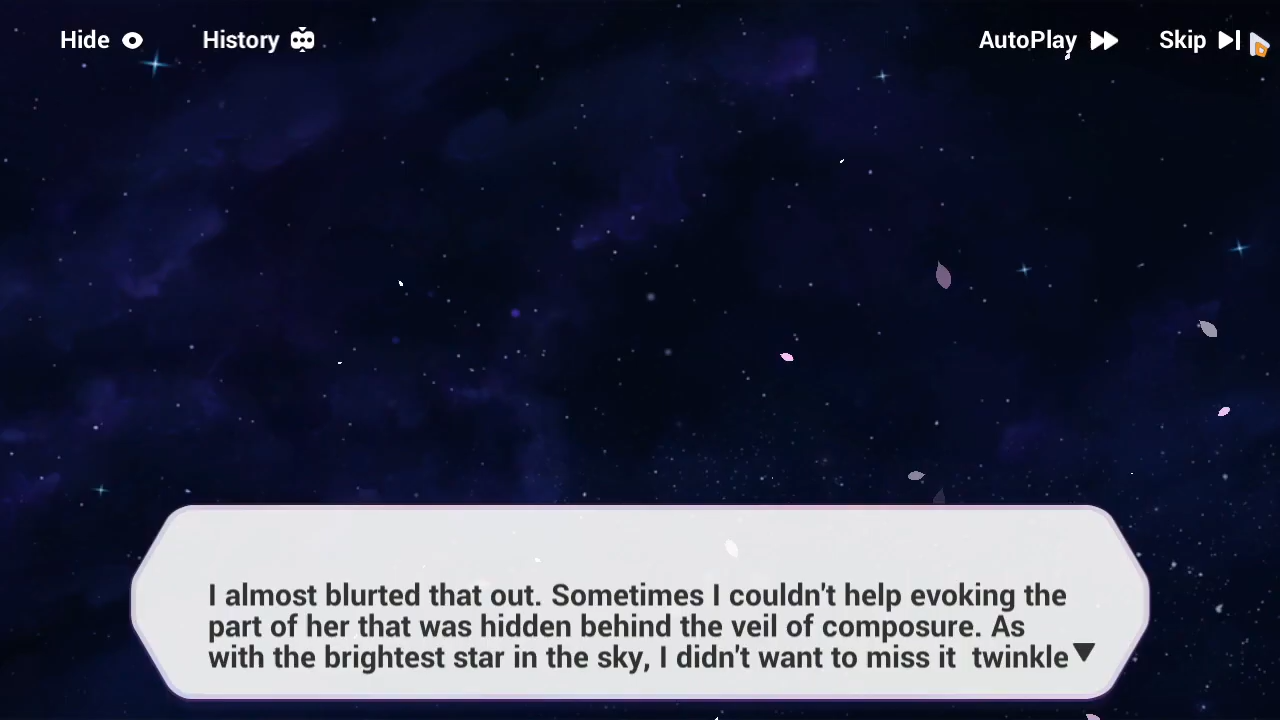 Hide
History
AutoPlay
Skip
I almost blurted that out. Sometimes I couldn't help evoking the
part of her that was hidden behind the veil of composure. As
with the brightest star in the sky, I didn't want to miss it  twinkle